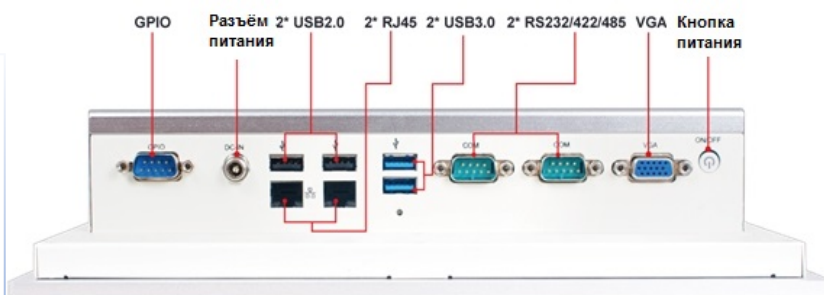 GPIO
Разъём питания
2* USB2.0
2* RJ45
2* USB3.0
2* RS232/422/485
VGA
Кнопка питания
GPIO
DC-IN
COM
COM
VGA
ON/OFF